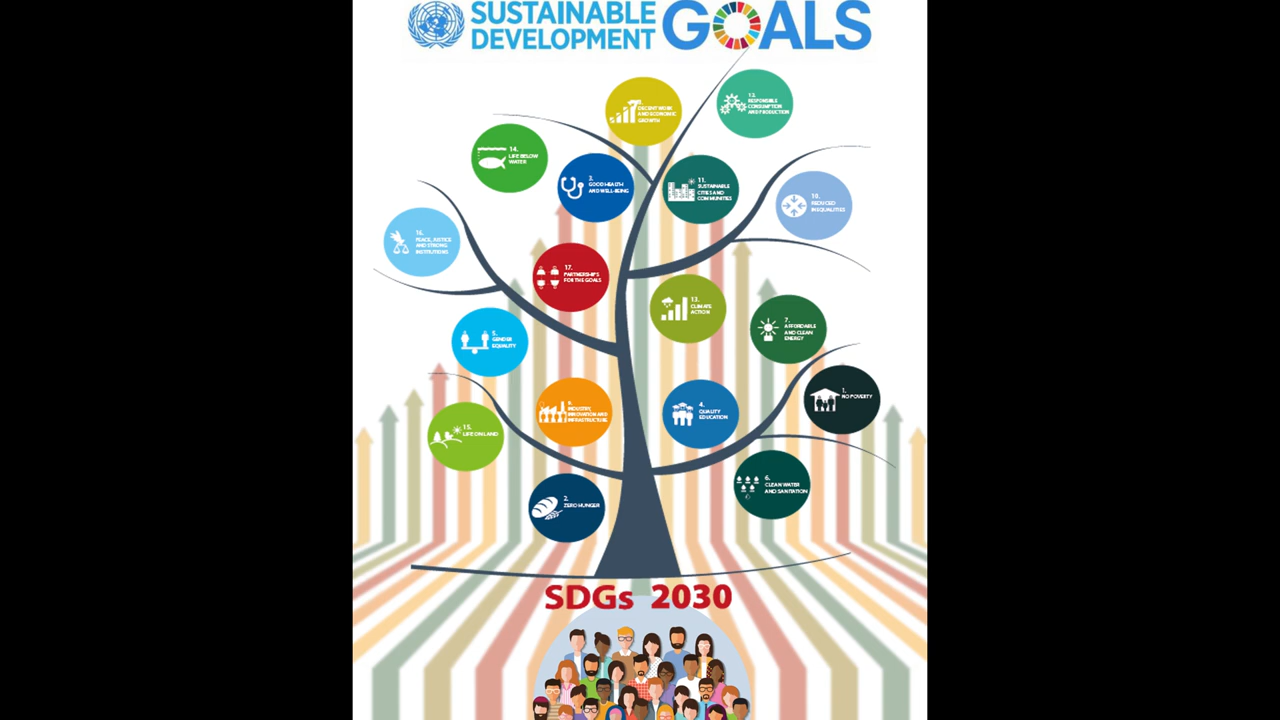 SUSTAINABLE
DEVELOPMENT
GOALS
DECENT WORK
AND ECONOMIC
GROWTH
12.
RESPONSIBLE
CONSUMPTION
AND PRODUCTION
14.
LIFE BELOW
WATER
3.
GOOD HEALTH
AND WELL-BEING
11.
SUSTAINABLE
CITIES AND
COMMUNITIES
10.
REDUCED
INEQUALITIES
16.
PEACE, JUSTICE
AND STRONG
INSTITUTIONS
17.
PARTNERSHIPS
FOR THE GOALS
13.
CLIMATE
ACTION
7.
AFFORDABLE
AND CLEAN
ENERGY
5.
GENDER
EQUALITY
1.
NO POVERTY
9.
INDUSTRY,
INNOVATION AND
INFRASTRUCTURE
4.
QUALITY
EDUCATION
15.
LIFE ON LAND
6.
CLEAN WATER
AND SANITATION
2.
ZERO HUNGER
SDGs 2030